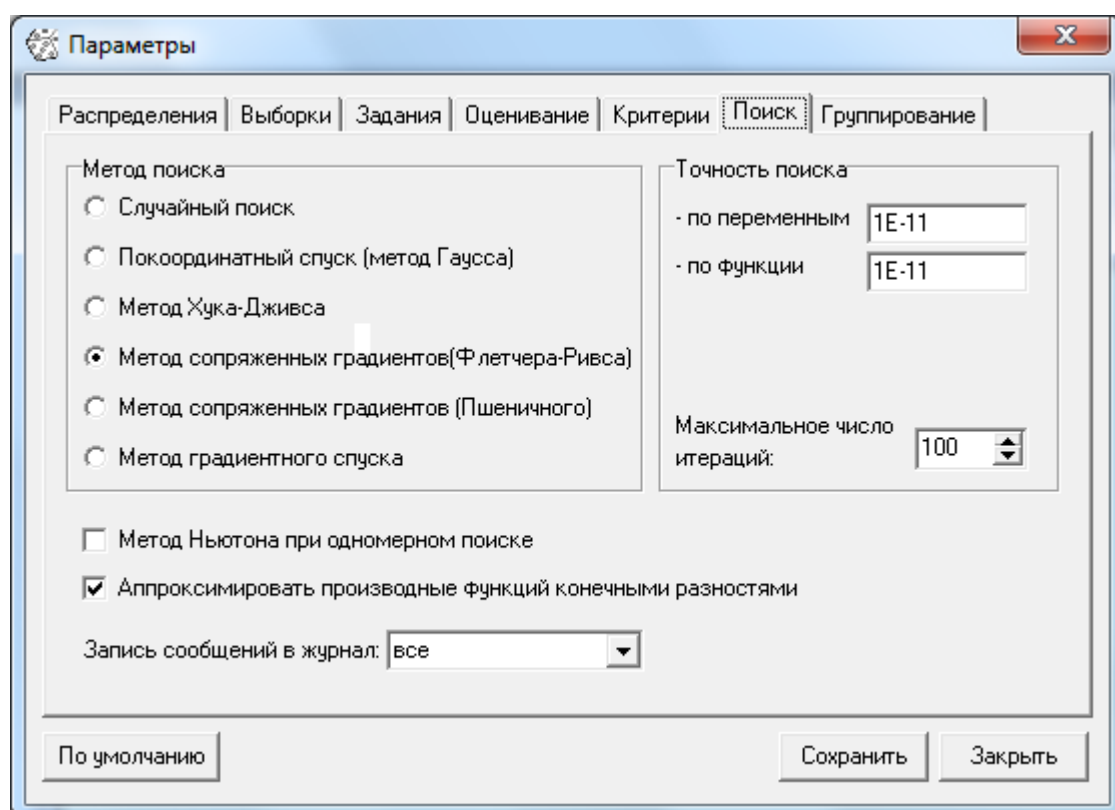 Параметры
Распределения Выборки Задания Оценивание Критерии Поиск Группирование
Метод поиска
Случайный поиск
Покоординатный спуск (метод Гаусса)
Метод Хука-Дживса
Метод сопряженных градиентов(Флетчера-Ривса)
Метод сопряженных градиентов (Пшеничного)
Метод градиентного спуска
Точность поиска
- по переменным 1E-11
- по функции 1E-11
Максимальное число
итераций: 100
Метод Ньютона при одномерном поиске
Аппроксимировать производные функций конечными разностями
Запись сообщений в журнал: все
По умолчанию Сохранить Закрыть